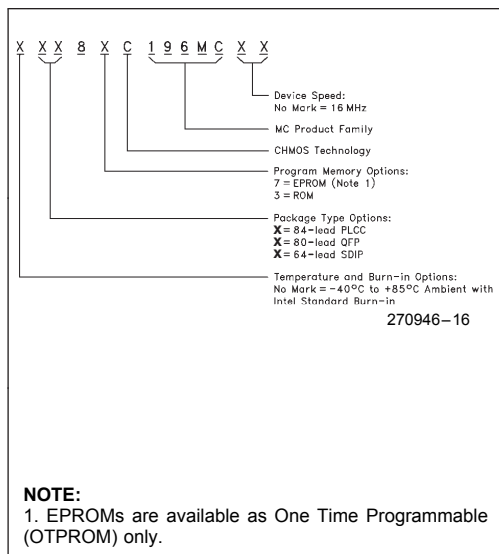 X X X 8 X C 1 9 6 M C X X
Device Speed:
No Mark = 16 MHz
MC Product Family
CHMOS Technology
Program Memory Options:
7 = EPROM (Note 1)
3 = ROM
Package Type Options:
X = 84-lead PLCC
X = 80-lead QFP
X = 64-lead SDIP
Temperature and Burn-in Options:
No Mark = -40°C to +85°C Ambient with
Intel Standard Burn-in
270946-16
NOTE:
1. EPROMs are available as One Time Programmable
(OTPROM) only.